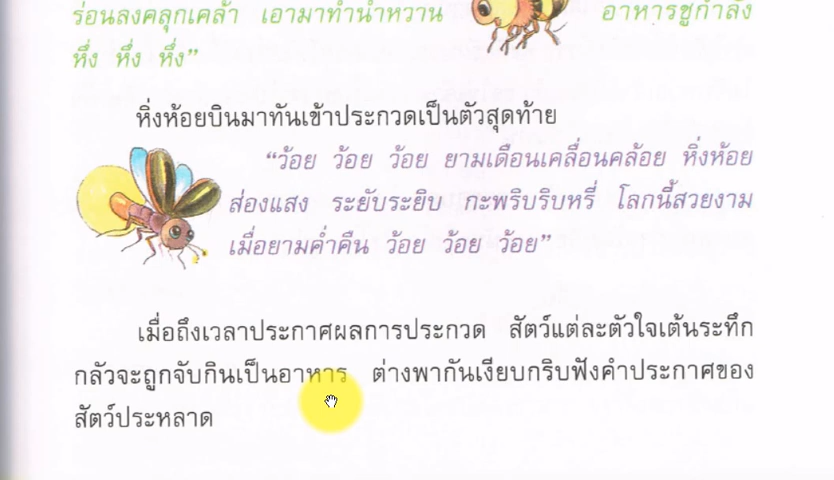 ร่อนลงคลุกเคล้า เอามาทำน้ำหวาน อาหารชูกำลัง
หึ่ง หึ่ง หึ่ง”
หิ่งห้อยบินมาทันเข้าประกวดเป็นตัวสุดท้าย
“ว้อย ว้อย ว้อย ยามเดือนเคลื่อนคล้อย หิ่งห้อย
ส่องแสง ระยับระยิบ กะพริบริบหรี่ โลกนี้สวยงาม
เมื่อยามค่ำคืน ว้อย ว้อย ว้อย”
เมื่อถึงเวลาประกาศผลการประกวด สัตว์แต่ละตัวใจเต้นระทึก
กลัวจะถูกจับกินเป็นอาหาร ต่างพากันเงียบกริบฟังคำประกาศของ
สัตว์ประหลาด